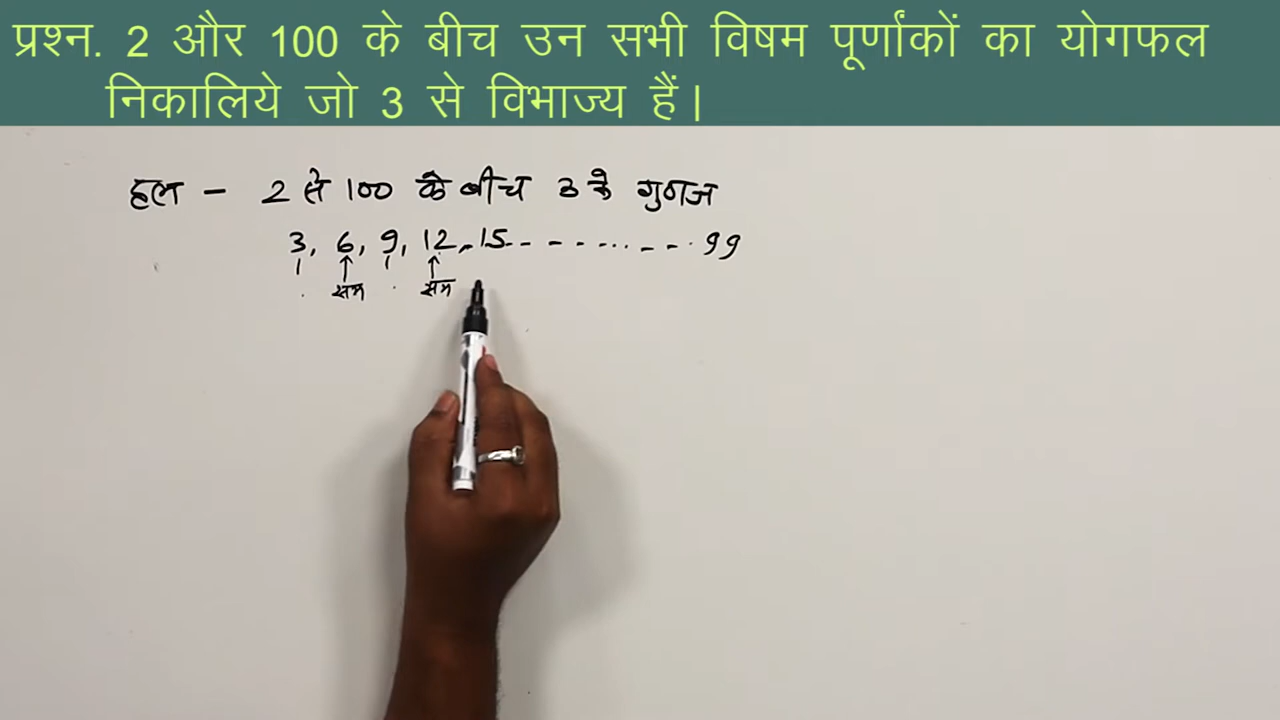 प्रश्न. 2 और 100 के बीच उन सभी विषम पूर्णांकों का योगफल
निकालिये जो 3 से विभाज्य हैं।
हल - 2 से 100 के बीच 3 के गुणज
3, 6, 9, 12, 15 - - - - - - - - - 99
सम सम